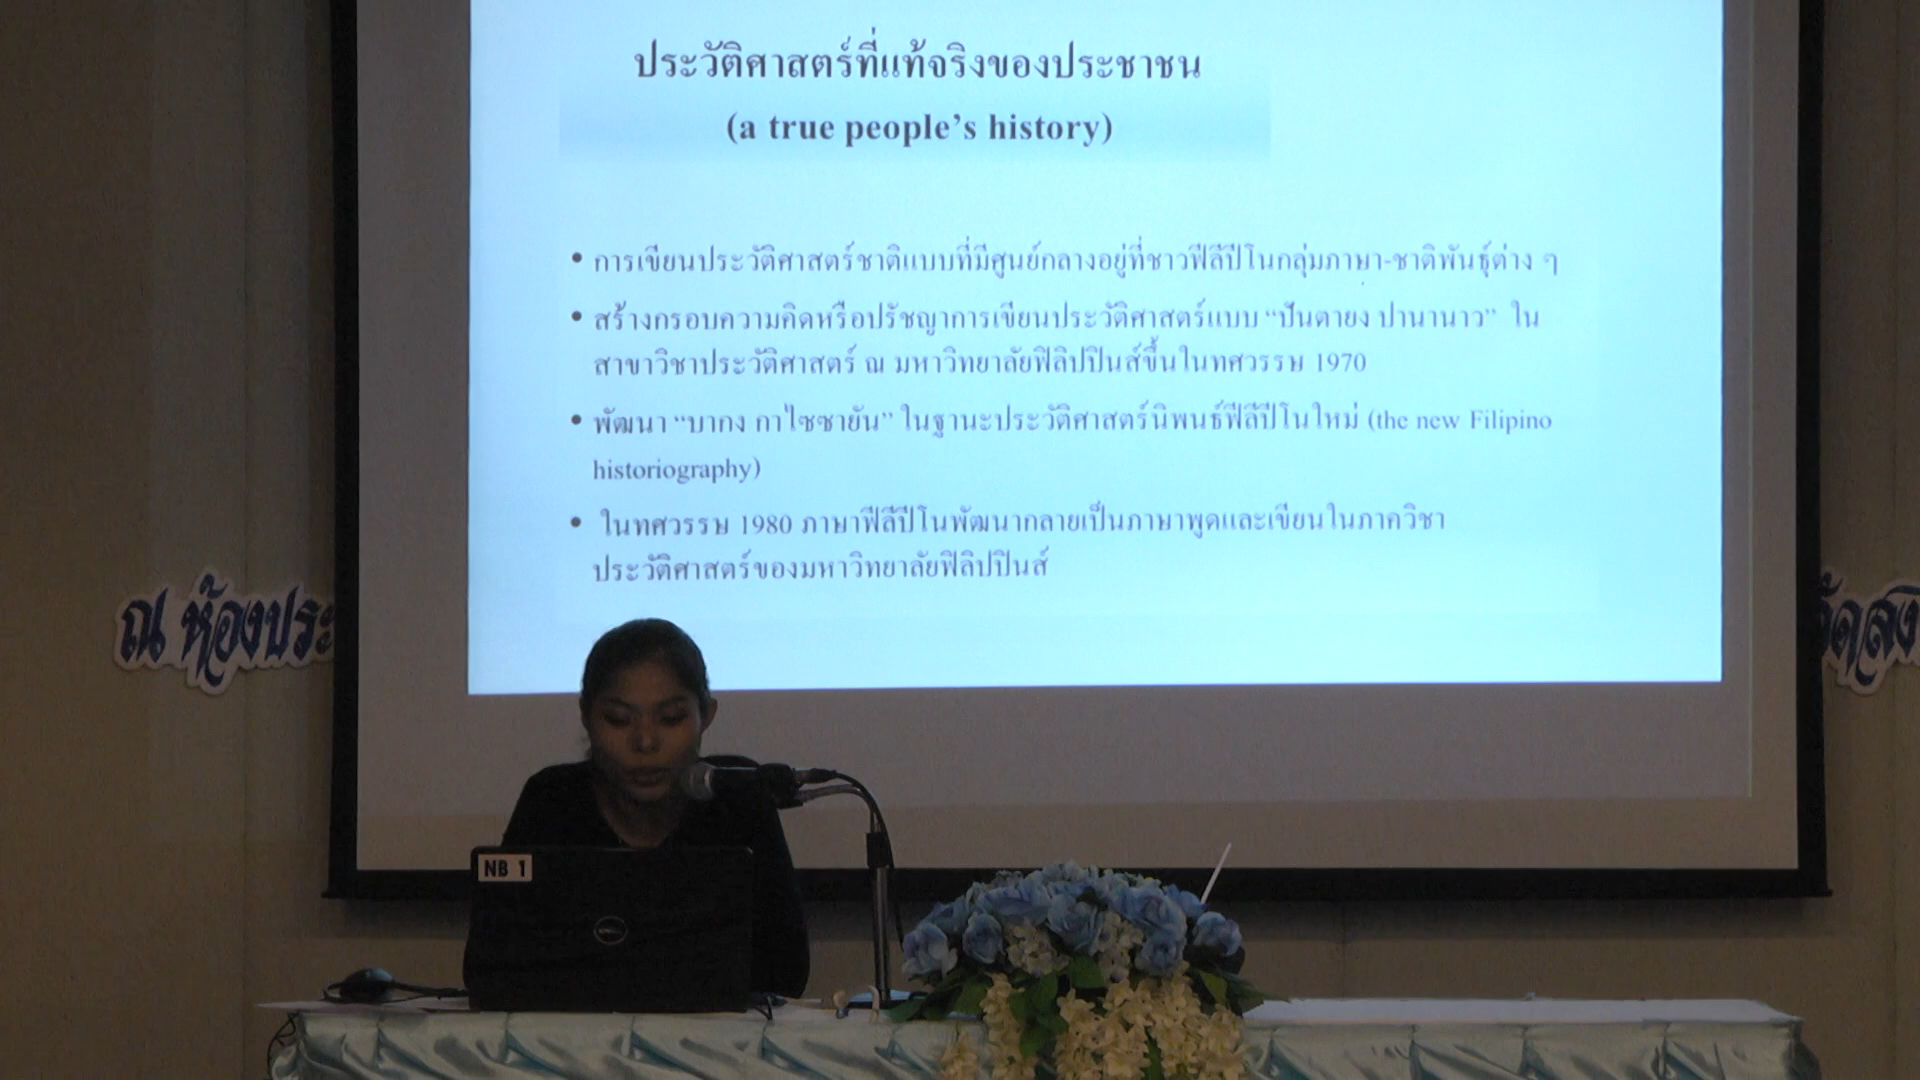 ประวัติศาสตร์ที่แท้จริงของประชาชน
(a true people’s history)
• การเขียนประวัติศาสตร์ชาติแบบที่มีศูนย์กลางอยู่ที่ชาวฟีลีปีโนกลุ่มภาษา-ชาติพันธุ์ต่าง ๆ
• สร้างกรอบความคิดหรือปรัชญาการเขียนประวัติศาสตร์แบบ “ปันตายง ปานานาว” ใน
สาขาวิชาประวัติศาสตร์ ณ มหาวิทยาลัยฟิลิปปินส์ขึ้นในทศวรรษ 1970
• พัฒนา “บากง กาไซซายัน” ในฐานะประวัติศาสตร์นิพนธ์ฟีลีปีโนใหม่ (the new Filipino
historiography)
• ในทศวรรษ 1980 ภาษาฟีลีปีโนพัฒนากลายเป็นภาษาพูดและเขียนในภาควิชา
ประวัติศาสตร์ของมหาวิทยาลัยฟิลิปปินส์
ณ ห้องประ
NB 1
DELL